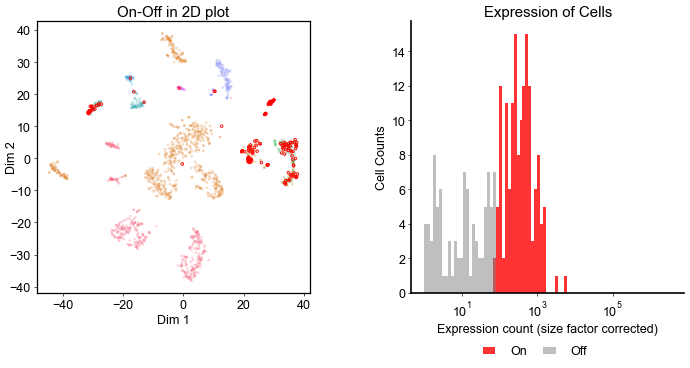 On-Off in 2D plot
40
30
20
10
0
−10
−20
−30
−40
Dim 2
−40 −20 0 20 40
Dim 1
Expression of Cells
14
12
10
8
6
4
2
0
Cell Counts
10^1 10^3 10^5
Expression count (size factor corrected)
On Off